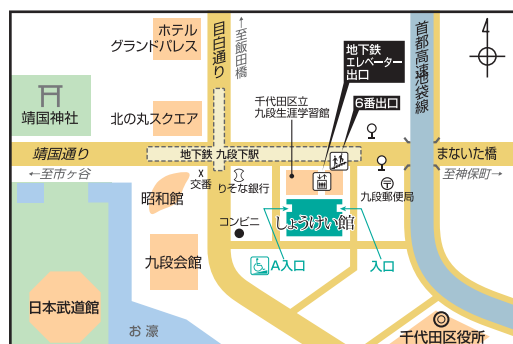 ホテル
グランドパレス
目白通り
↑至飯田橋
首都高速池袋線
4
地下鉄
エレベーター
出口
6番出口
千代田区立
九段生涯学習館
靖国神社
北の丸スクエア
靖国通り
地下鉄 九段下駅
まないた橋
←至市ヶ谷
X
交番
りそな銀行
至神保町→
昭和館
〒
九段郵便局
コンビニ
しょうけい館
九段会館
A入口
入口
日本武道館
お濠
千代田区役所